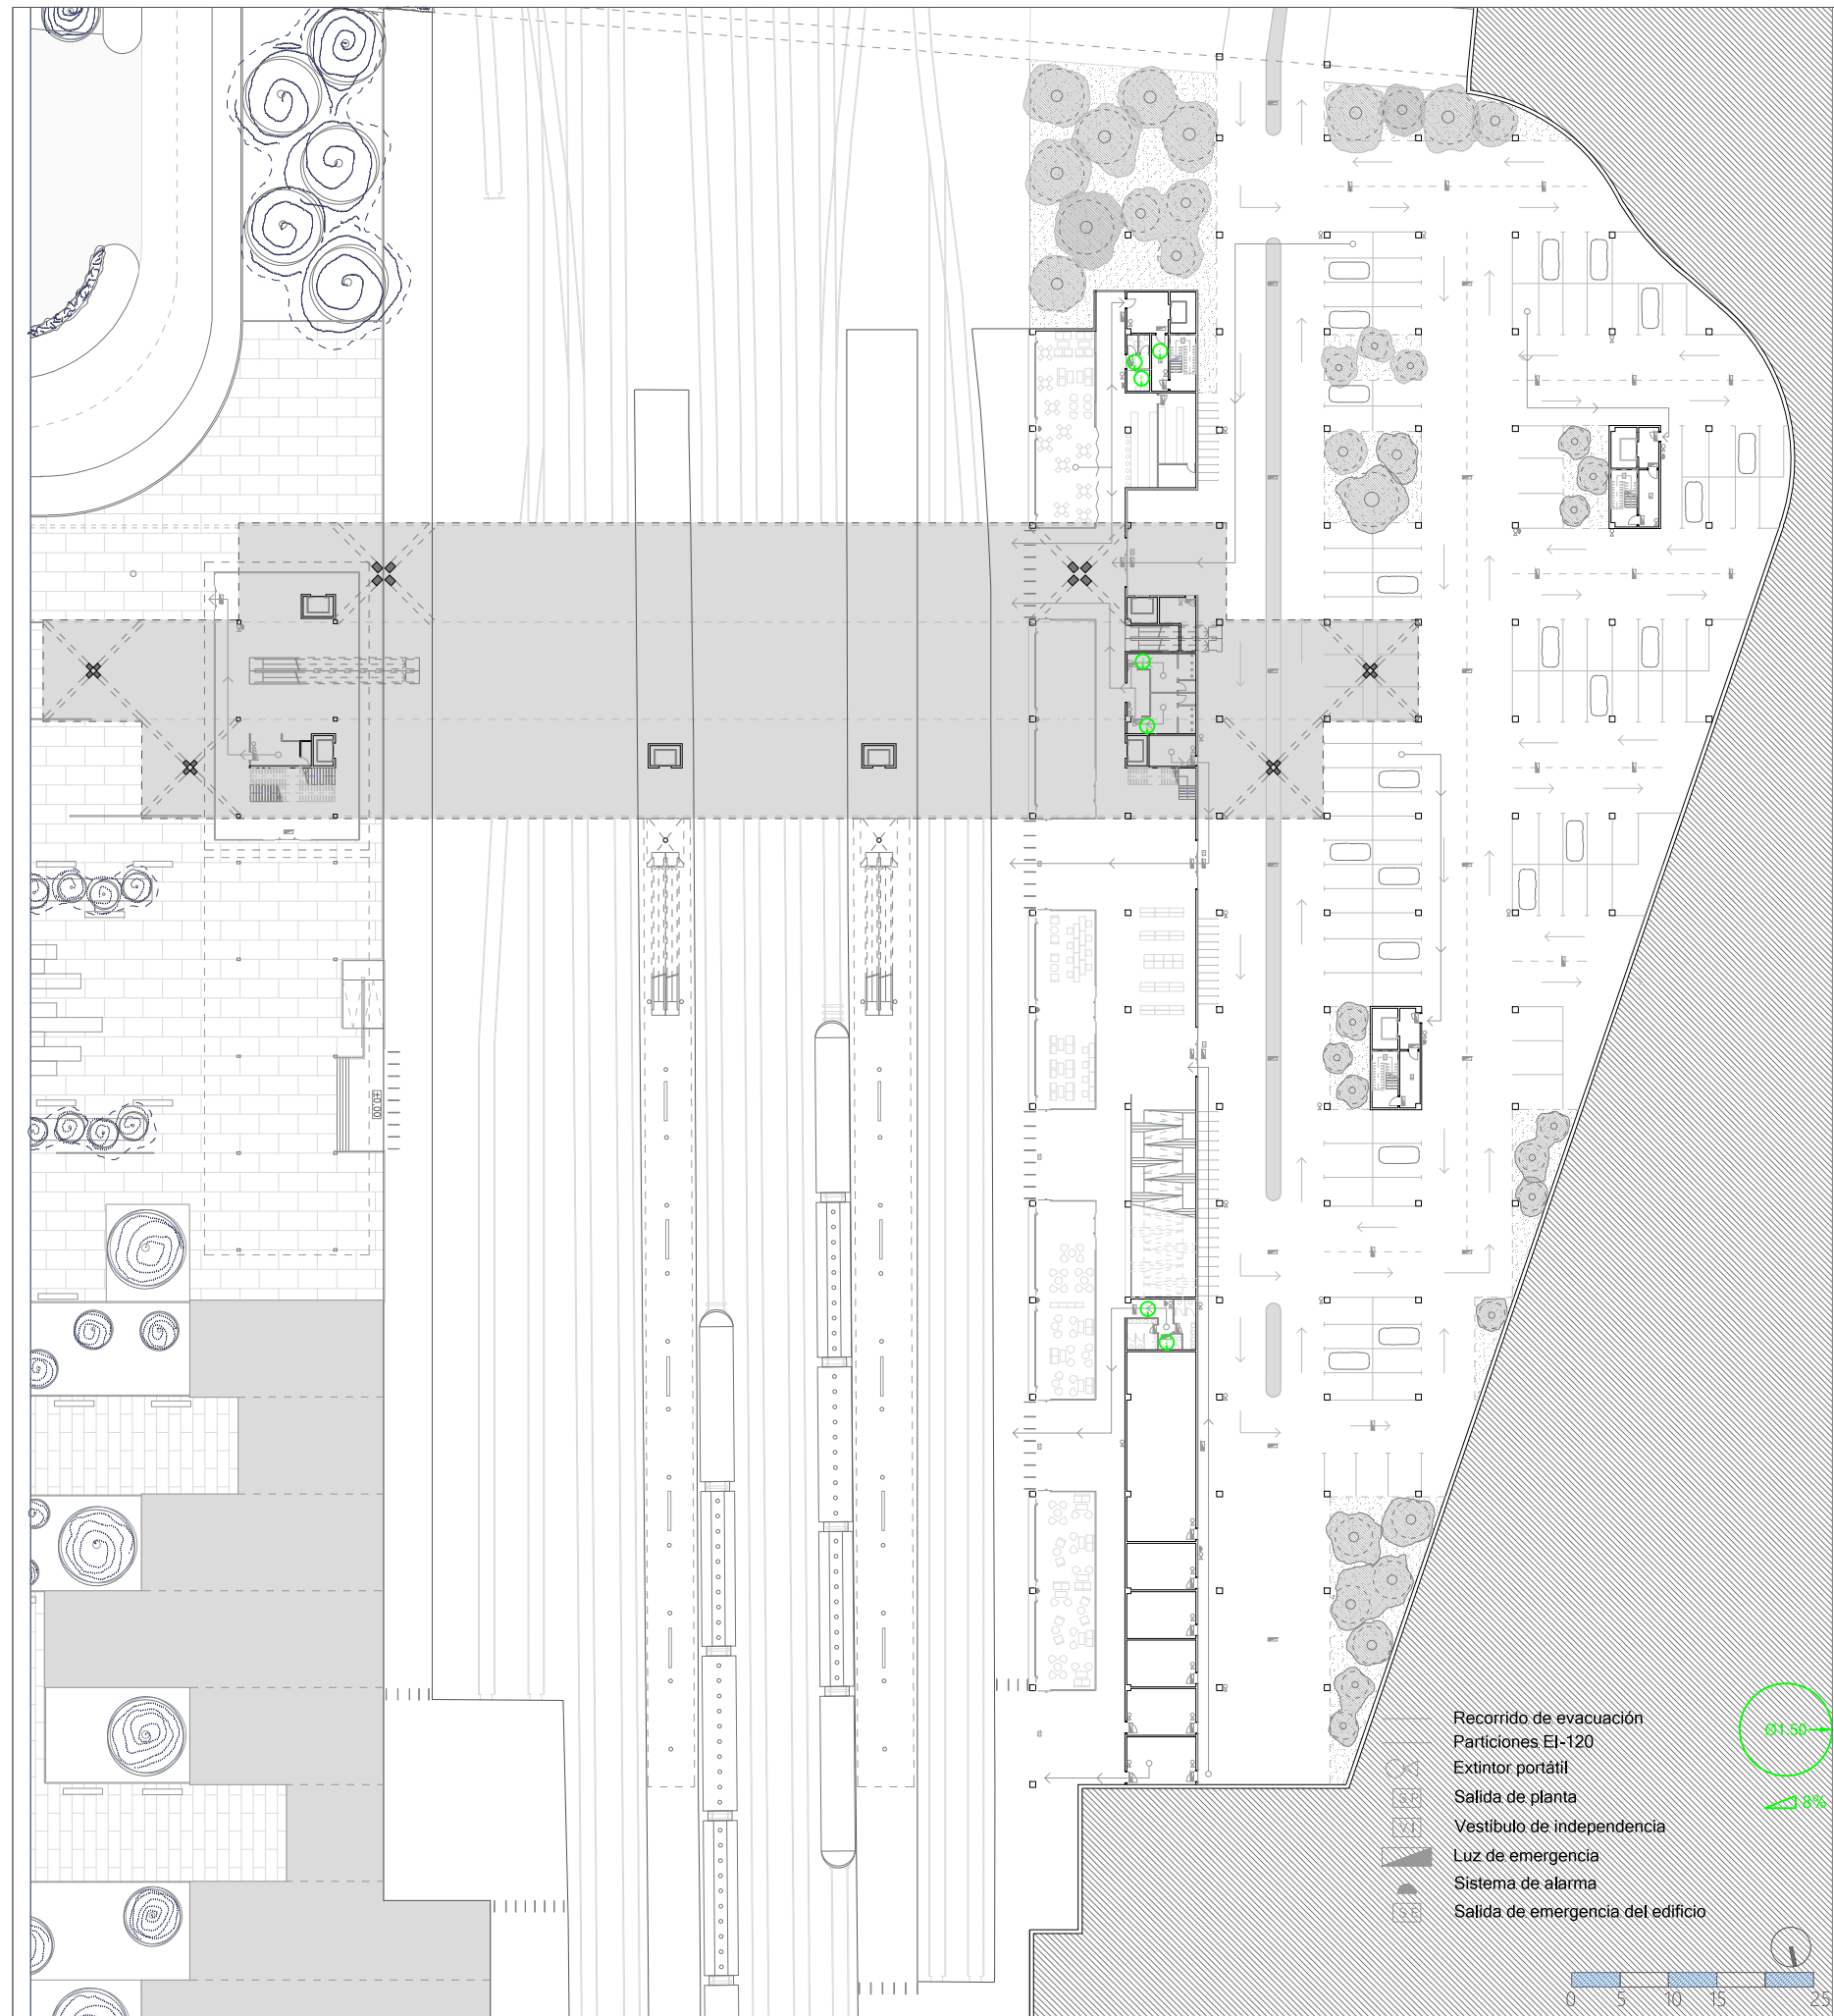 +0.00
Recorrido de evacuación
Particiones EI-120
Extintor portátil
S.P Salida de planta
V.I Vestíbulo de independencia
Luz de emergencia
Sistema de alarma
S.E Salida de emergencia del edificio
Ø1.50
8%
0 5 10 15 25